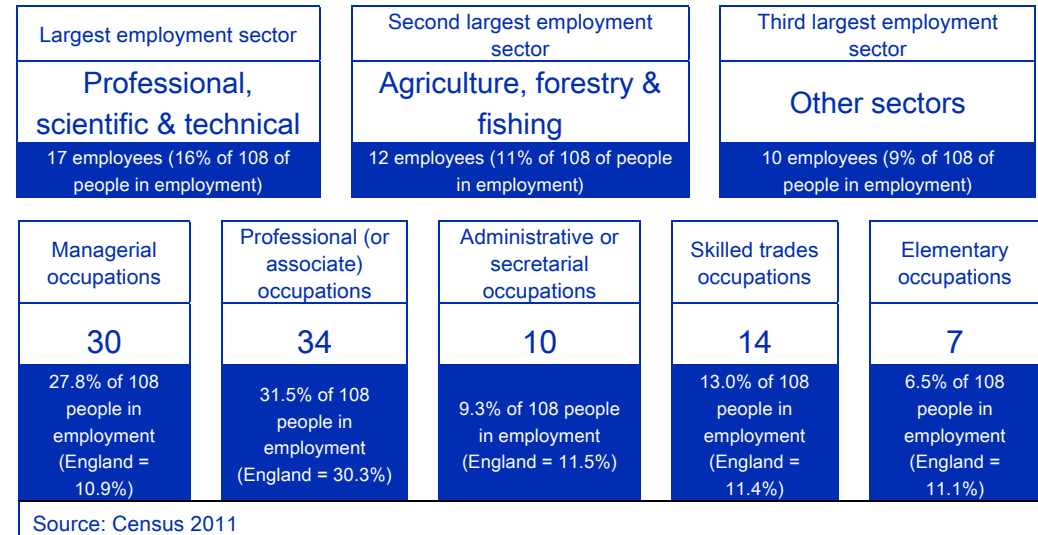 Largest employment sector
Second largest employment
sector
Third largest employment
sector
Professional,
scientific & technical
Agriculture, forestry &
fishing
Other sectors
17 employees (16% of 108 of
people in employment)
12 employees (11% of 108 of people
in employment)
10 employees (9% of 108 of
people in employment)
Managerial
occupations
Professional (or
associate)
occupations
Administrative or
secretarial
occupations
Skilled trades
occupations
Elementary
occupations
30
34
10
14
7
27.8% of 108
people in
employment
(England =
10.9%)
31.5% of 108
people in
employment
(England = 30.3%)
9.3% of 108 people
in employment
(England = 11.5%)
13.0% of 108
people in
employment
(England =
11.4%)
6.5% of 108
people in
employment
(England =
11.1%)
Source: Census 2011